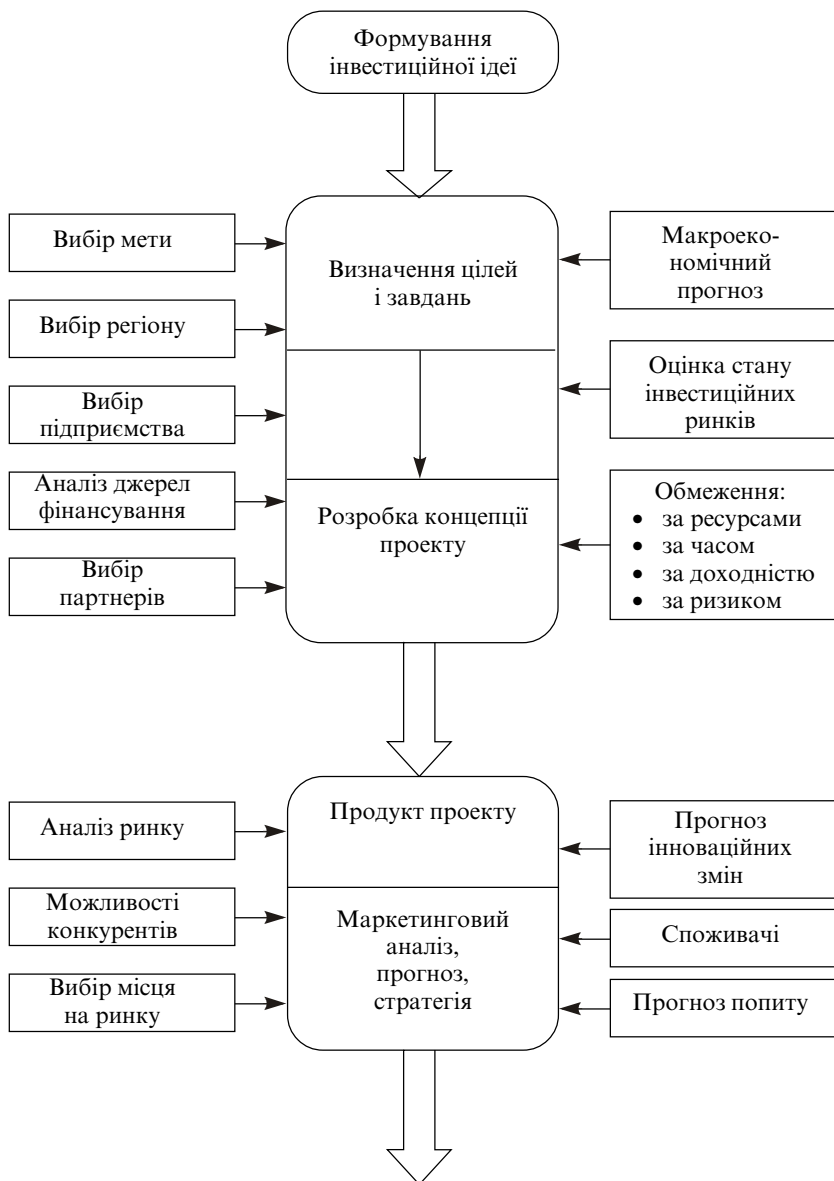 Формування
інвестиційної ідеї
Вибір мети
Вибір регіону
Вибір
підприємства
Аналіз джерел
фінансування
Вибір
партнерів
Визначення цілей
і завдань
Розробка концепції
проекту
Макроеко-
номічний
прогноз
Оцінка стану
інвестиційних
ринків
Обмеження:
• за ресурсами
• за часом
• за доходністю
• за ризиком
Аналіз ринку
Можливості
конкурентів
Вибір місця
на ринку
Продукт проекту
Маркетинговий
аналіз,
прогноз,
стратегія
Прогноз
інноваційних
змін
Споживачі
Прогноз попиту